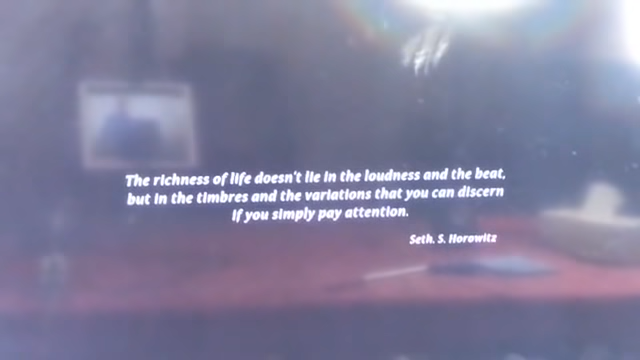 The richness of life doesn't lie in the loudness and the beat,
but in the timbres and the variations that you can discern
if you simply pay attention.
Seth. S. Horowitz